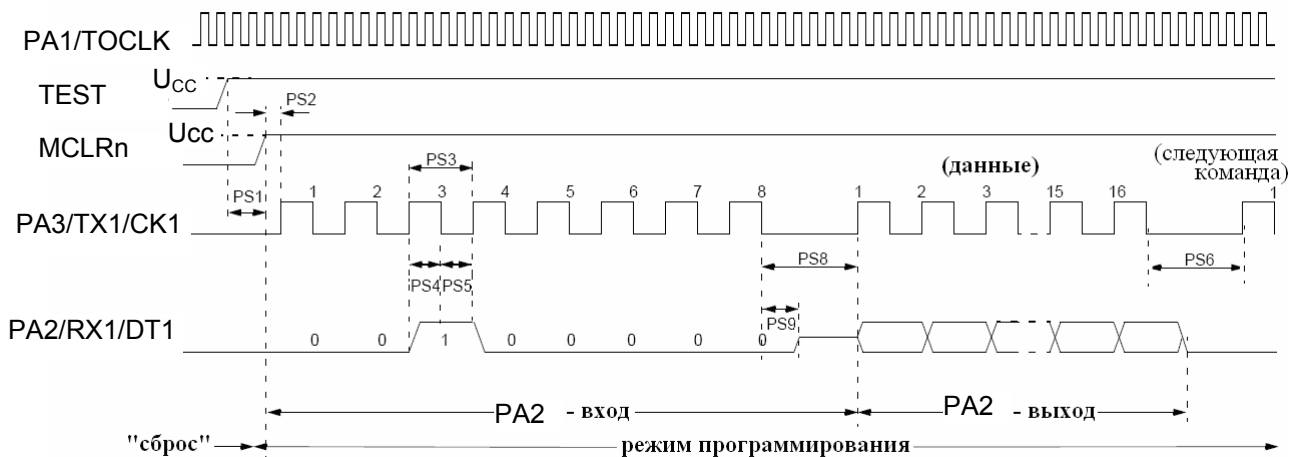 PA1/TOCLK
UCC
TEST
PS2
Ucc
MCLRn
PS3
(данные)
(следующая
команда)
PS1
1 2 3 4 5 6 7 8 1 2 3 15 16 1
PA3/TX1/CK1
PS8
PS6
PS4 PS5
PS9
PA2/RX1/DT1
0 0 1 0 0 0 0 0
PA2 - вход
PA2 - выход
"сброс"
режим программирования